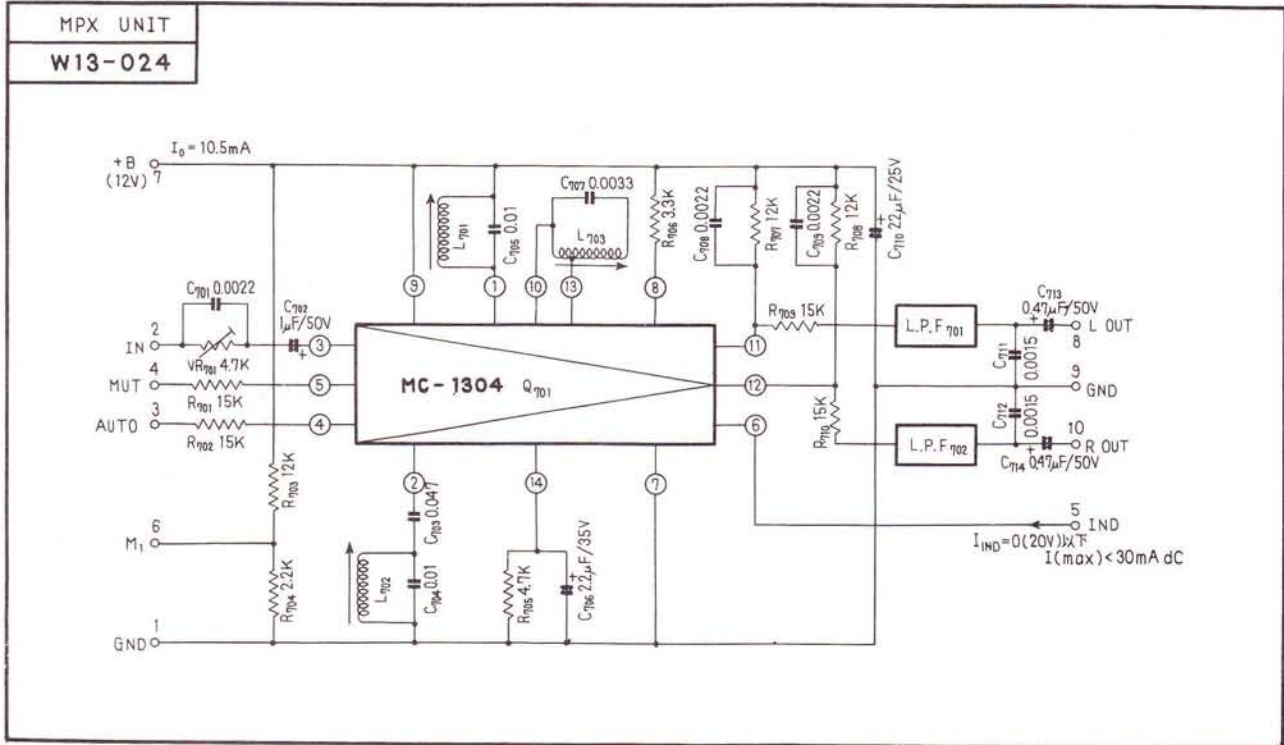 MPX UNIT
W13-024
I₀ = 10.5mA
+B 7
(12V)
L₇₀₁
C₇₀₅ 0.01
C₇₀₇ 0.0033
L₇₀₃
R₇₀₆ 3.3K
C₇₀₈ 0.0022
R₇₀₇ 12K
C₇₀₉ 0.0022
R₇₀₈ 12K
C₇₁₀ 22μF/25V
+
9
1
10
13
8
C₇₀₁ 0.0022
2
IN
VR₇₀₁ 4.7K
C₇₀₂
1μF/50V
+
3
4
MUT
R₇₀₁ 15K
5
3
AUTO
R₇₀₂ 15K
4
MC-1304 Q₇₀₁
11
12
6
R₇₀₉ 15K
R₇₁₀ 15K
L.P.F₇₀₁
L.P.F₇₀₂
C₇₁₃
0.47μF/50V
+
L OUT
8
C₇₁₁
0.0015
9
GND
C₇₁₂
0.0015
10
R OUT
+
C₇₁₄ 0.47μF/50V
2
14
7
R₇₀₃ 12K
6
M₁
R₇₀₄ 2.2K
C₇₀₃ 0.047
L₇₀₂
C₇₀₄ 0.01
R₇₀₅ 4.7K
+
C₇₀₆ 2.2μF/35V
5
IND
I_IND=0(20V)以下
I(max)<30mA dC
1
GND